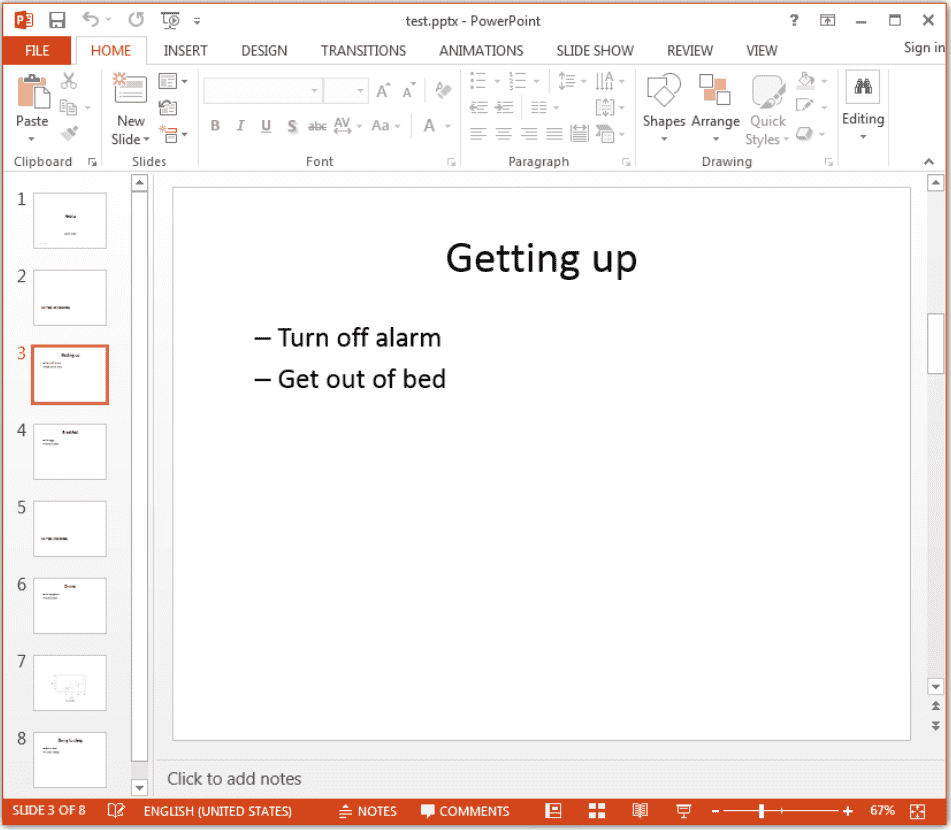 test.pptx - PowerPoint
?
FILE HOME INSERT DESIGN TRANSITIONS ANIMATIONS SLIDE SHOW REVIEW VIEW Sign in
Paste
New
Slide
B I U S abc AV Aa A
Shapes Arrange Quick
Styles
Editing
Clipboard Slides Font Paragraph Drawing
1
2
3
4
5
6
7
8
Getting up
– Turn off alarm
– Get out of bed
Click to add notes
SLIDE 3 OF 8 ENGLISH (UNITED STATES) NOTES COMMENTS 67%